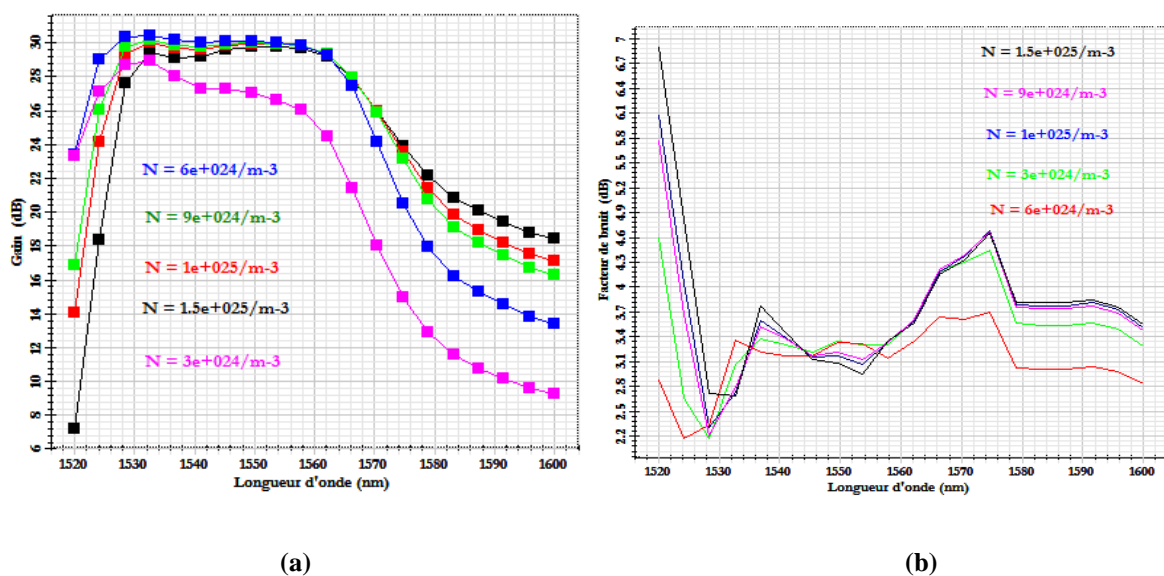 30
28
26
24
22
20
18
16
14
12
10
8
6
Gain (dB)
N = 6e+024/m-3
N = 9e+024/m-3
N = 1e+025/m-3
N = 1.5e+025/m-3
N = 3e+024/m-3
1520 1530 1540 1550 1560 1570 1580 1590 1600
Longueur d'onde (nm)
(a)
7
6.7
6.4
6.1
5.8
5.5
5.2
4.9
4.6
4.3
4
3.7
3.4
3.1
2.8
2.5
2.2
Facteur de bruit (dB)
N = 1.5e+025/m-3
N = 9e+024/m-3
N = 1e+025/m-3
N = 3e+024/m-3
N = 6e+024/m-3
1520 1530 1540 1550 1560 1570 1580 1590 1600
Longueur d'onde (nm)
(b)